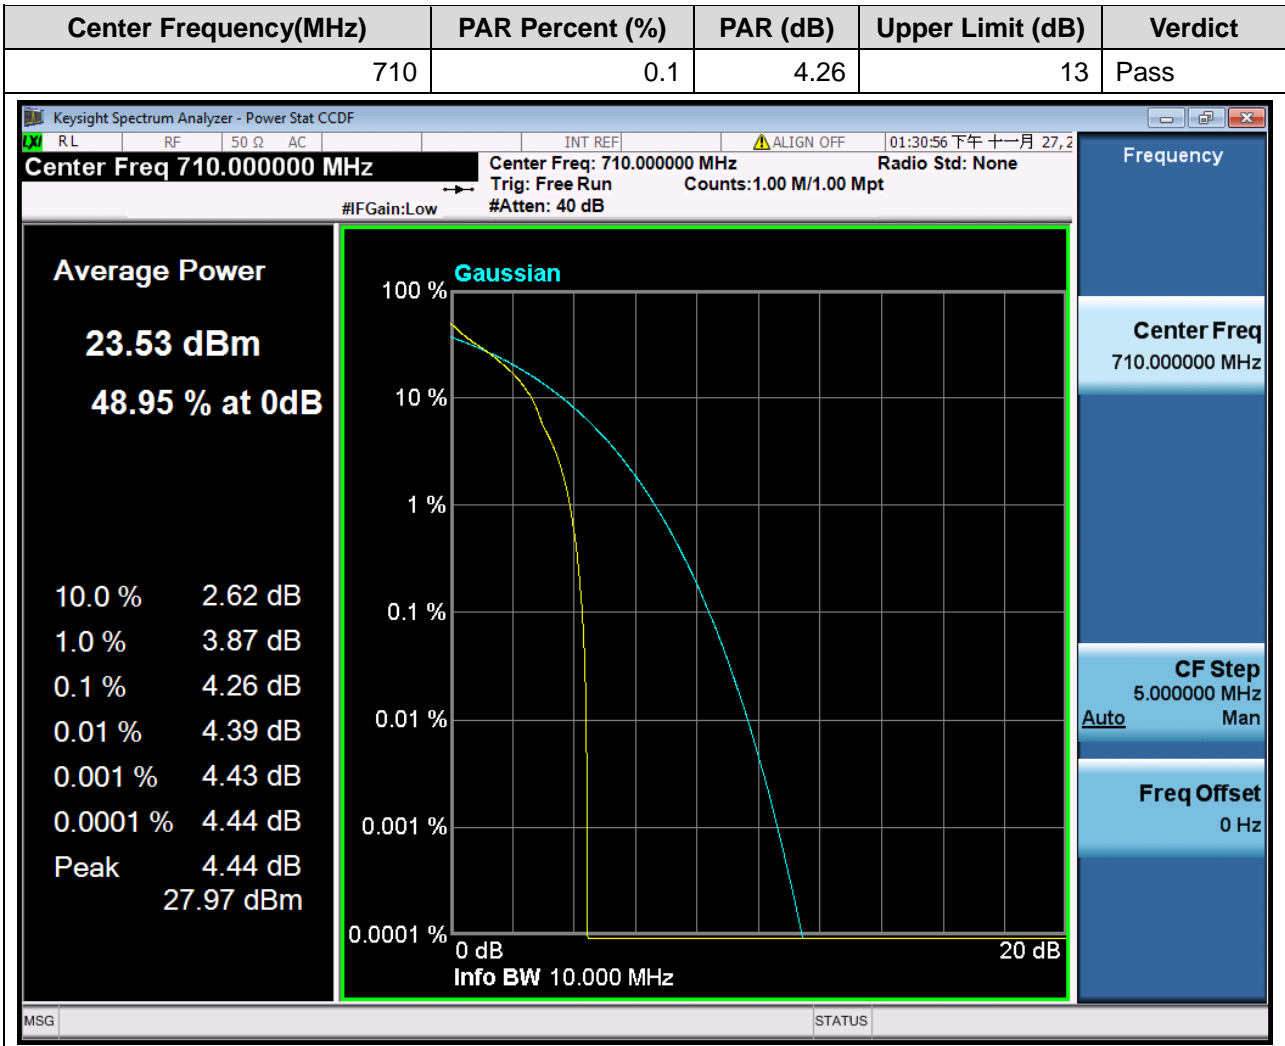 Center Frequency(MHz) PAR Percent (%) PAR (dB) Upper Limit (dB) Verdict
710 0.1 4.26 13 Pass
Keysight Spectrum Analyzer - Power Stat CCDF
LXI RL RF 50 Ω AC INT REF ALIGN OFF 01:30:56 下午 十一月 27, 2
Center Freq 710.000000 MHz
Center Freq: 710.000000 MHz Radio Std: None
Trig: Free Run Counts:1.00 M/1.00 Mpt
#IFGain:Low #Atten: 40 dB
Frequency
Average Power
23.53 dBm
48.95 % at 0dB
10.0 % 2.62 dB
1.0 % 3.87 dB
0.1 % 4.26 dB
0.01 % 4.39 dB
0.001 % 4.43 dB
0.0001 % 4.44 dB
Peak 4.44 dB
27.97 dBm
Gaussian
100 %
10 %
1 %
0.1 %
0.01 %
0.001 %
0.0001 %
0 dB 20 dB
Info BW 10.000 MHz
Center Freq
710.000000 MHz
CF Step
5.000000 MHz
Auto Man
Freq Offset
0 Hz
MSG STATUS